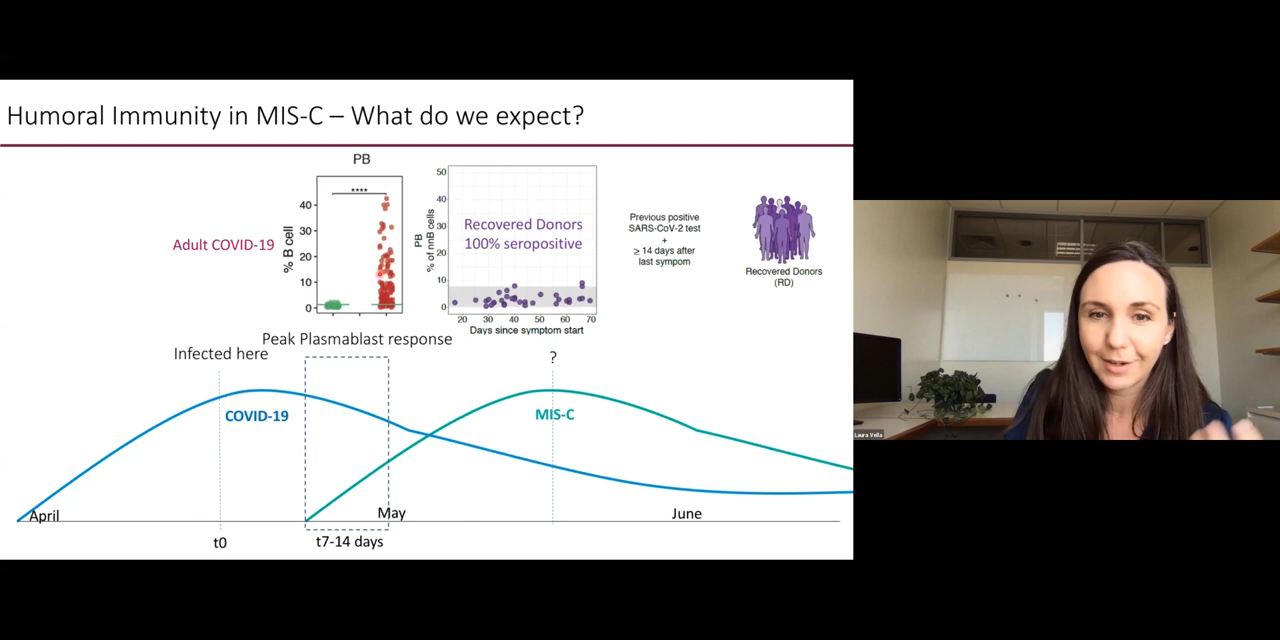 Humoral Immunity in MIS-C – What do we expect?
PB
****
% B cell
40
30
20
10
0
Adult COVID-19
PB
% of nnB cells
50
40
30
20
10
0
Recovered Donors
100% seropositive
20 30 40 50 60 70
Days since symptom start
Previous positive
SARS-CoV-2 test
+
≥ 14 days after
last sympom
Recovered Donors
(RD)
Peak Plasmablast response
Infected here
?
COVID-19
MIS-C
April
May
June
t0
t7-14 days
Laura Vella